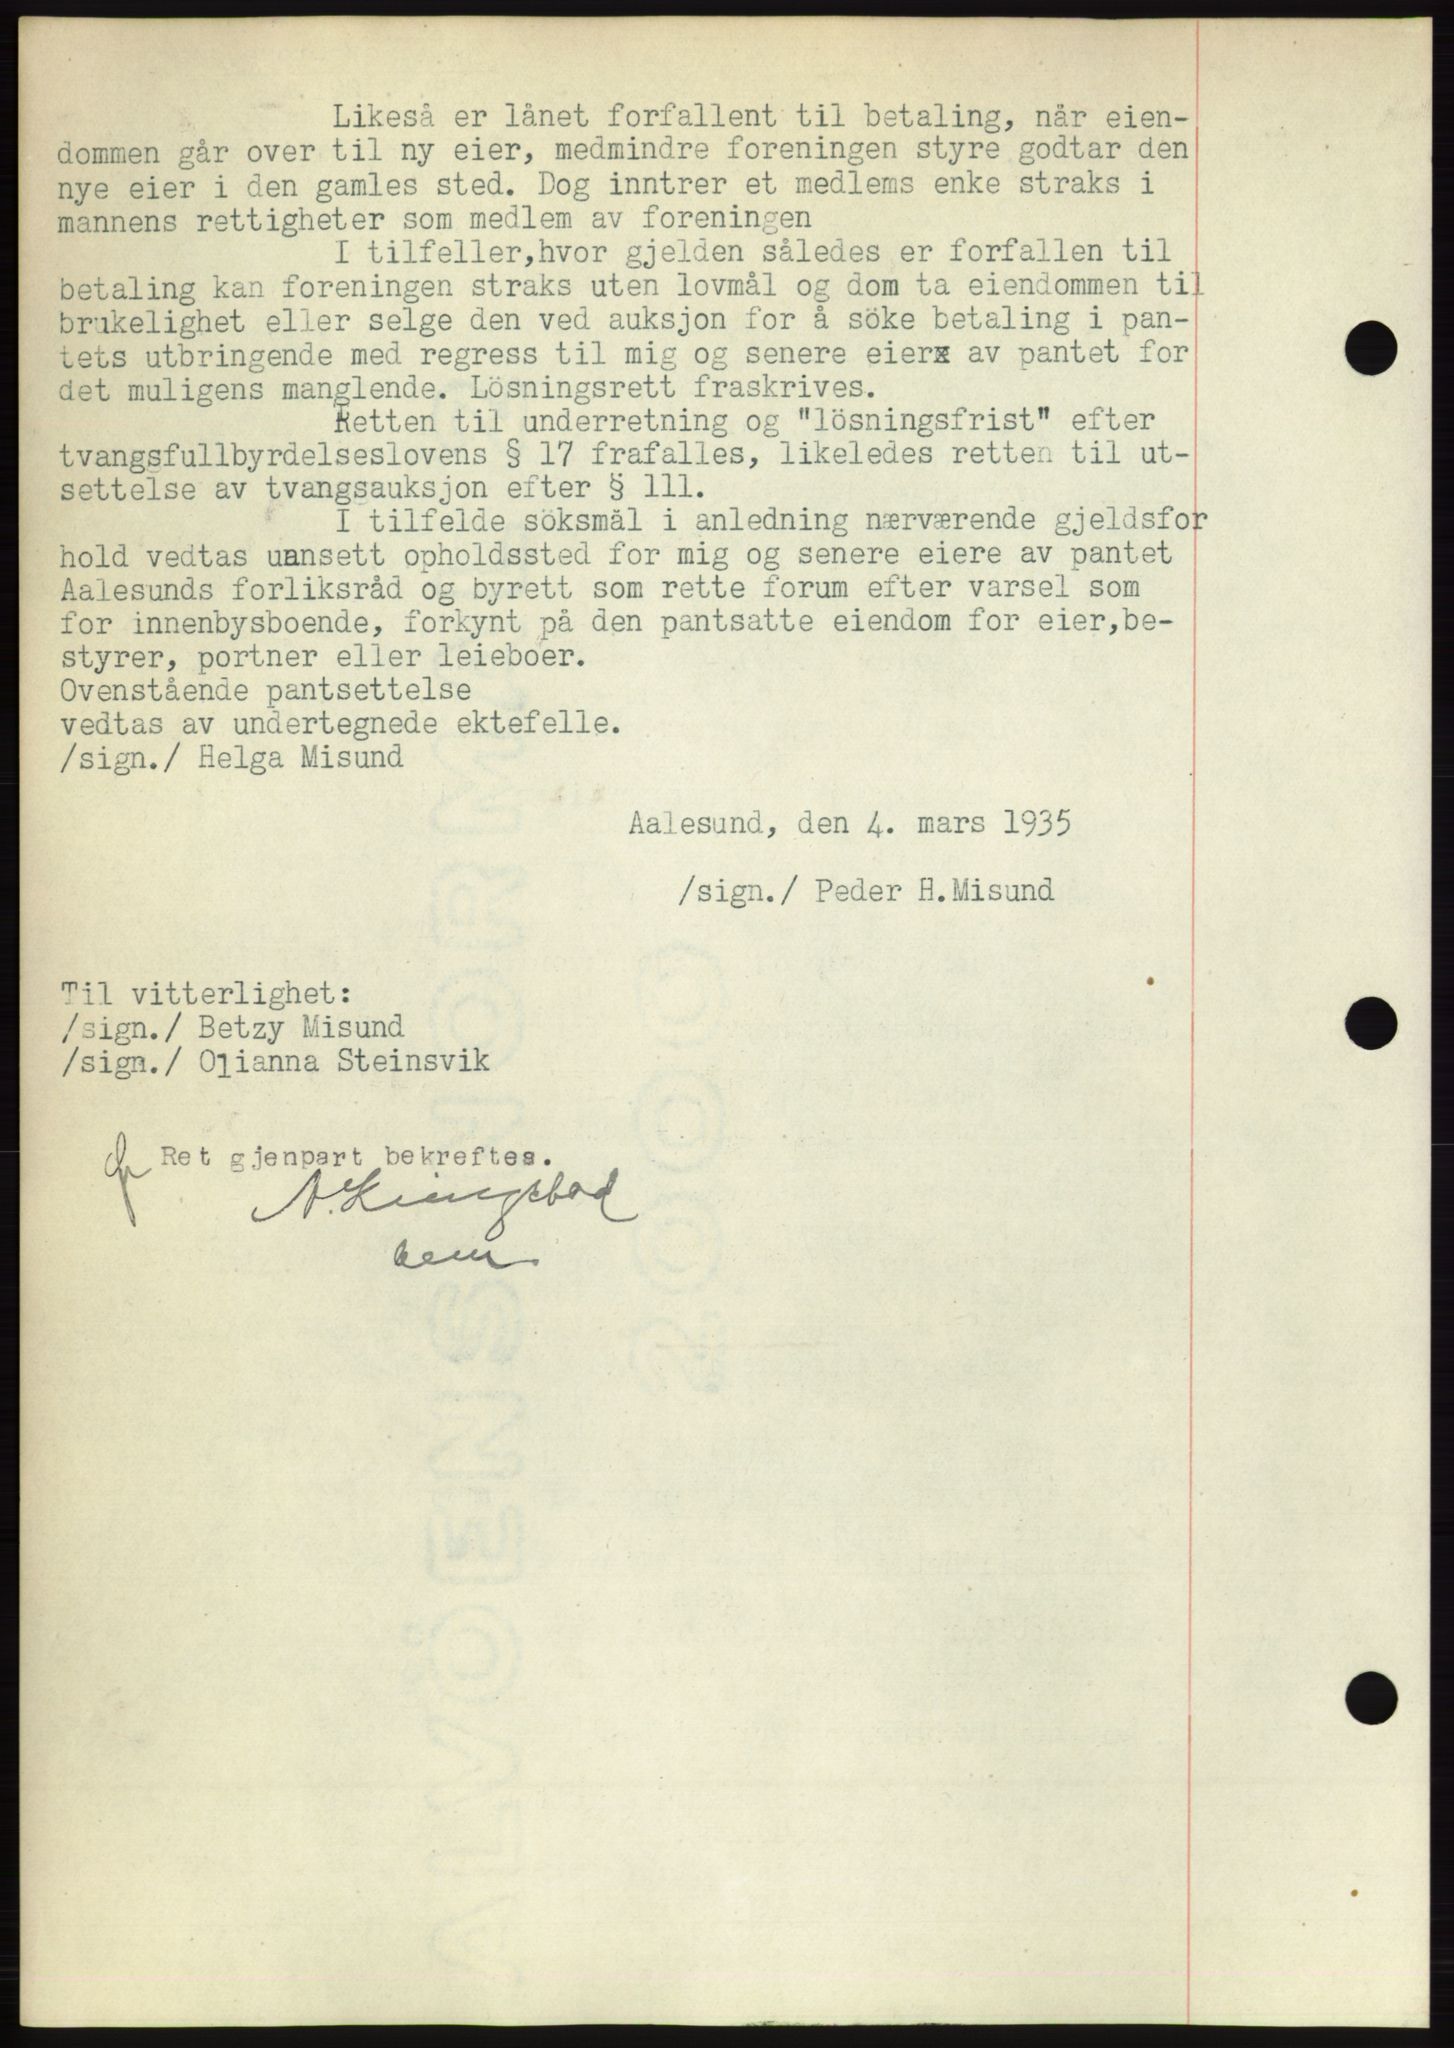 Likeså er lånet forfallent til betaling, når eien-
dommen går over til ny eier, medmindre foreningen styre godtar den
nye eier i den gamles sted. Dog inntrer et medlems enke straks i
mannens rettigheter som medlem av foreningen
I tilfeller,hvor gjelden således er forfallen til
betaling kan foreningen straks uten lovmål og dom ta eiendommen til
brukelighet eller selge den ved auksjon for å söke betaling i pan-
tets utbringende med regress til mig og senere eierx av pantet for
det muligens manglende. Lösningsrett fraskrives.
Retten til underretning og "lösningsfrist" efter
tvangsfullbyrdelseslovens § 17 frafalles, likeledes retten til ut-
settelse av tvangsauksjon efter § 111.
I tilfelde söksmål i anledning nærværende gjeldsfor
hold vedtas uansett opholdssted for mig og senere eiere av pantet
Aalesunds forliksråd og byrett som rette forum efter varsel som
for innenbysboende, forkynt på den pantsatte eiendom for eier,be-
styrer, portner eller leieboer.
Ovenstående pantsettelse
vedtas av undertegnede ektefelle.
/sign./ Helga Misund
Aalesund, den 4. mars 1935
/sign./ Peder H.Misund
Til vitterlighet:
/sign./ Betzy Misund
/sign./ Olianna Steinsvik
Ret gjenpart bekreftes.